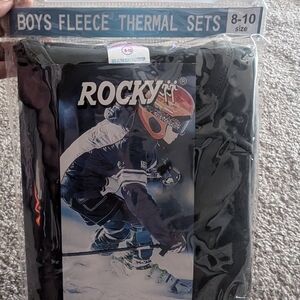 BOYS FLEECE THERMAL SETS
8-10
size
ROCKY
®